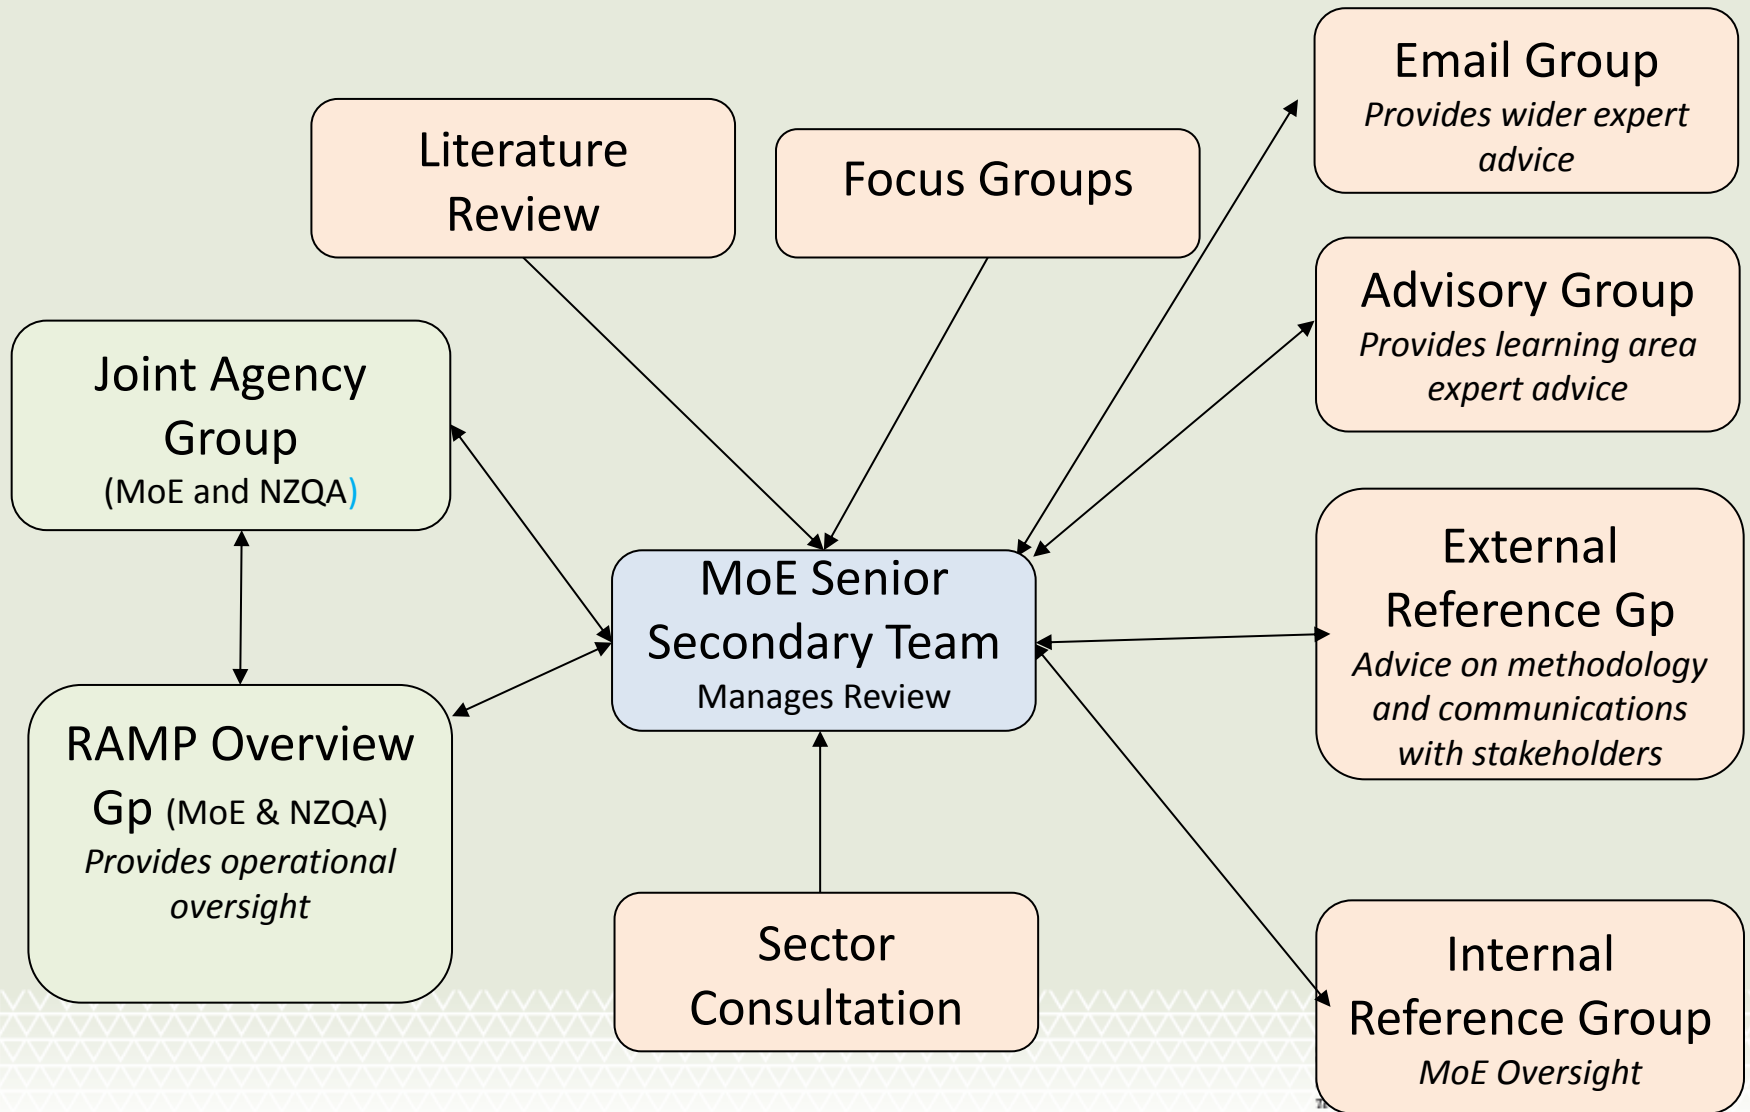 Email Group
Provides wider expert
advice
Literature
Review
Focus Groups
Advisory Group
Provides learning area
expert advice
Joint Agency
Group
(MoE and NZQA)
External
Reference Gp
Advice on methodology
and communications
with stakeholders
MoE Senior
Secondary Team
Manages Review
RAMP Overview
Gp (MoE & NZQA)
Provides operational
oversight
Sector
Consultation
Internal
Reference Group
MoE Oversight